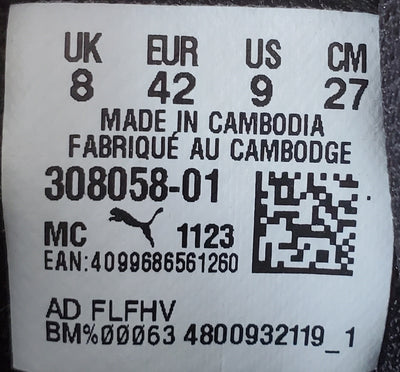 UK EUR US CM
8 42 9 27
MADE IN CAMBODIA
FABRIQUÉ AU CAMBODGE
308058-01
MC 1123
EAN:4099686561260
AD FLFHV
BM%00063 4800932119_1